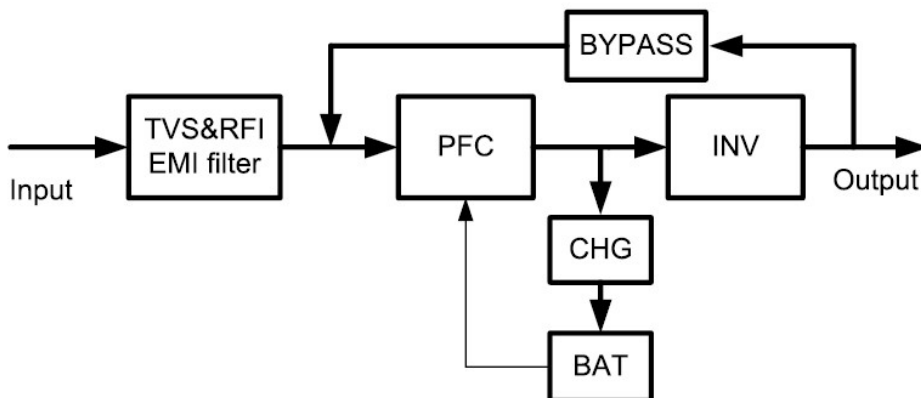 BYPASS
TVS&RFI
EMI filter
PFC
INV
Input
Output
CHG
BAT